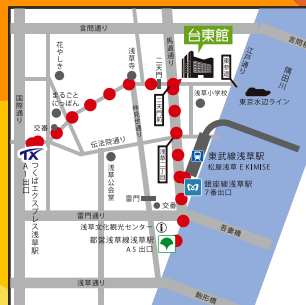 言問通り
言問橋
台東館
馬道通り
江戸通り
隅田川
花やしき
浅草寺
二天門
国際通り
まるごと
にっぽん
浅草小学校
東京水辺ライン
仲見世通り
交番
伝法院通り
TX
つくばエクスプレス浅草駅
A1出口
浅草公会堂
東武線浅草駅
松屋浅草 EKIMISE
銀座線浅草駅
7番出口
雷門
交番
雷門通り
浅草文化観光センター
吾妻橋
都営浅草線浅草駅
A5出口
浅草通り
駒形橋